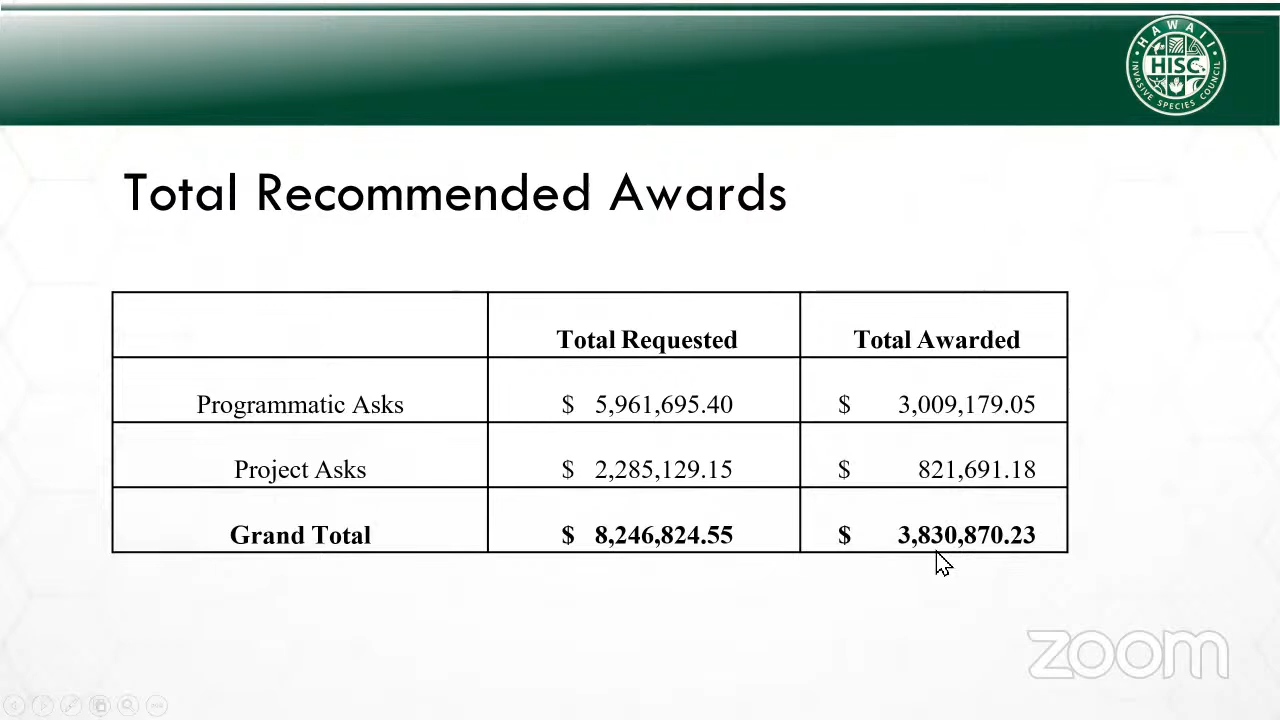 HAWAII
HISC
INVASIVE SPECIES COUNCIL
Total Recommended Awards
Total Requested Total Awarded
Programmatic Asks $ 5,961,695.40 $ 3,009,179.05
Project Asks $ 2,285,129.15 $ 821,691.18
Grand Total $ 8,246,824.55 $ 3,830,870.23
zoom